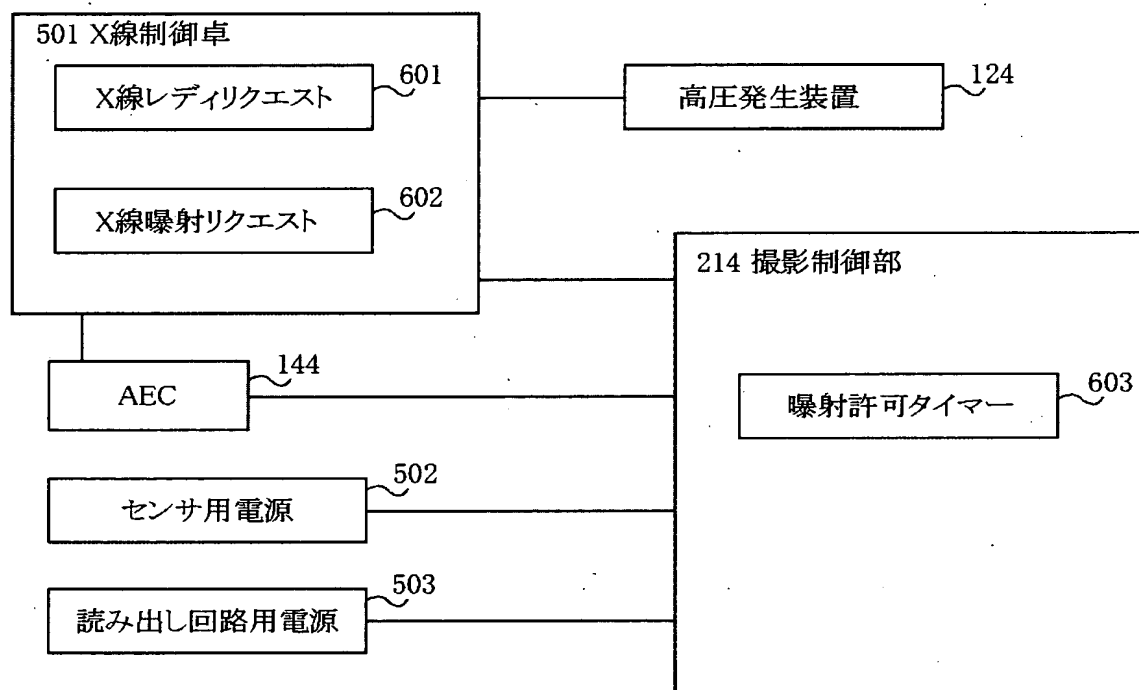 501 X線制御卓
X線レディリクエスト
601
高圧発生装置
124
X線曝射リクエスト
602
214 撮影制御部
AEC
144
曝射許可タイマー
603
センサ用電源
502
読み出し回路用電源
503